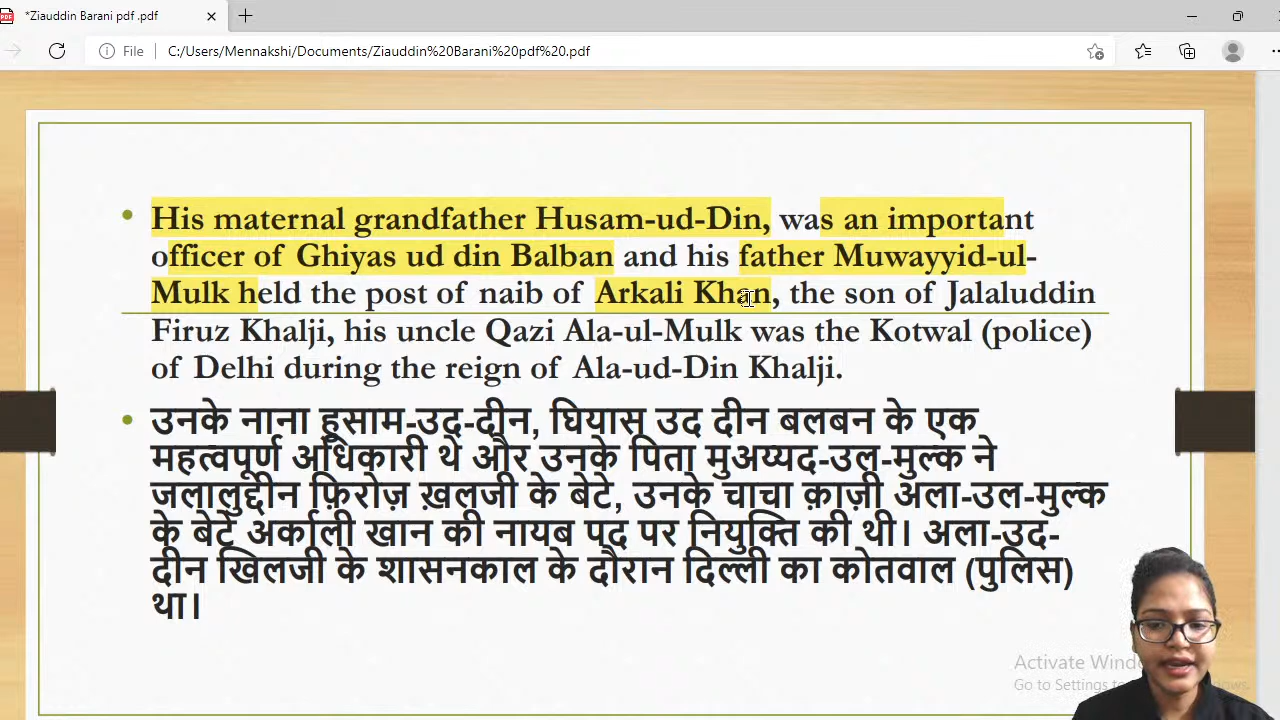 *Ziauddin Barani pdf .pdf
File C:/Users/Mennakshi/Documents/Ziauddin%20Barani%20pdf%20.pdf
• His maternal grandfather Husam-ud-Din, was an important
officer of Ghiyas ud din Balban and his father Muwayyid-ul-
Mulk held the post of naib of Arkali Khan, the son of Jalaluddin
Firuz Khalji, his uncle Qazi Ala-ul-Mulk was the Kotwal (police)
of Delhi during the reign of Ala-ud-Din Khalji.
• उनके नाना हूसाम-उद-दीन, घियास उद दीन बलबन के एक
महत्वपूर्ण अधिकारी थे और उनके पिता मुअय्यद-उल-मुल्क ने
जलालुद्दीन फ़िरोज़ ख़लजी के बेटे, उनके चाचा क़ाज़ी अला-उल-मुल्क
के बेटे अर्काली खान की नायब पद पर नियुक्ति की थी। अला-उद-
दीन खिलजी के शासनकाल के दौरान दिल्ली का कोतवाल (पुलिस)
था।
Activate Wind
Go to Settings to